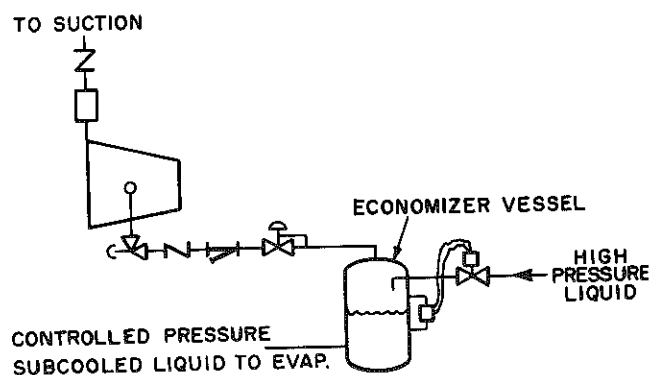 TO SUCTION
ECONOMIZER VESSEL
HIGH
PRESSURE
LIQUID
CONTROLLED PRESSURE
SUBCOOLED LIQUID TO EVAP.